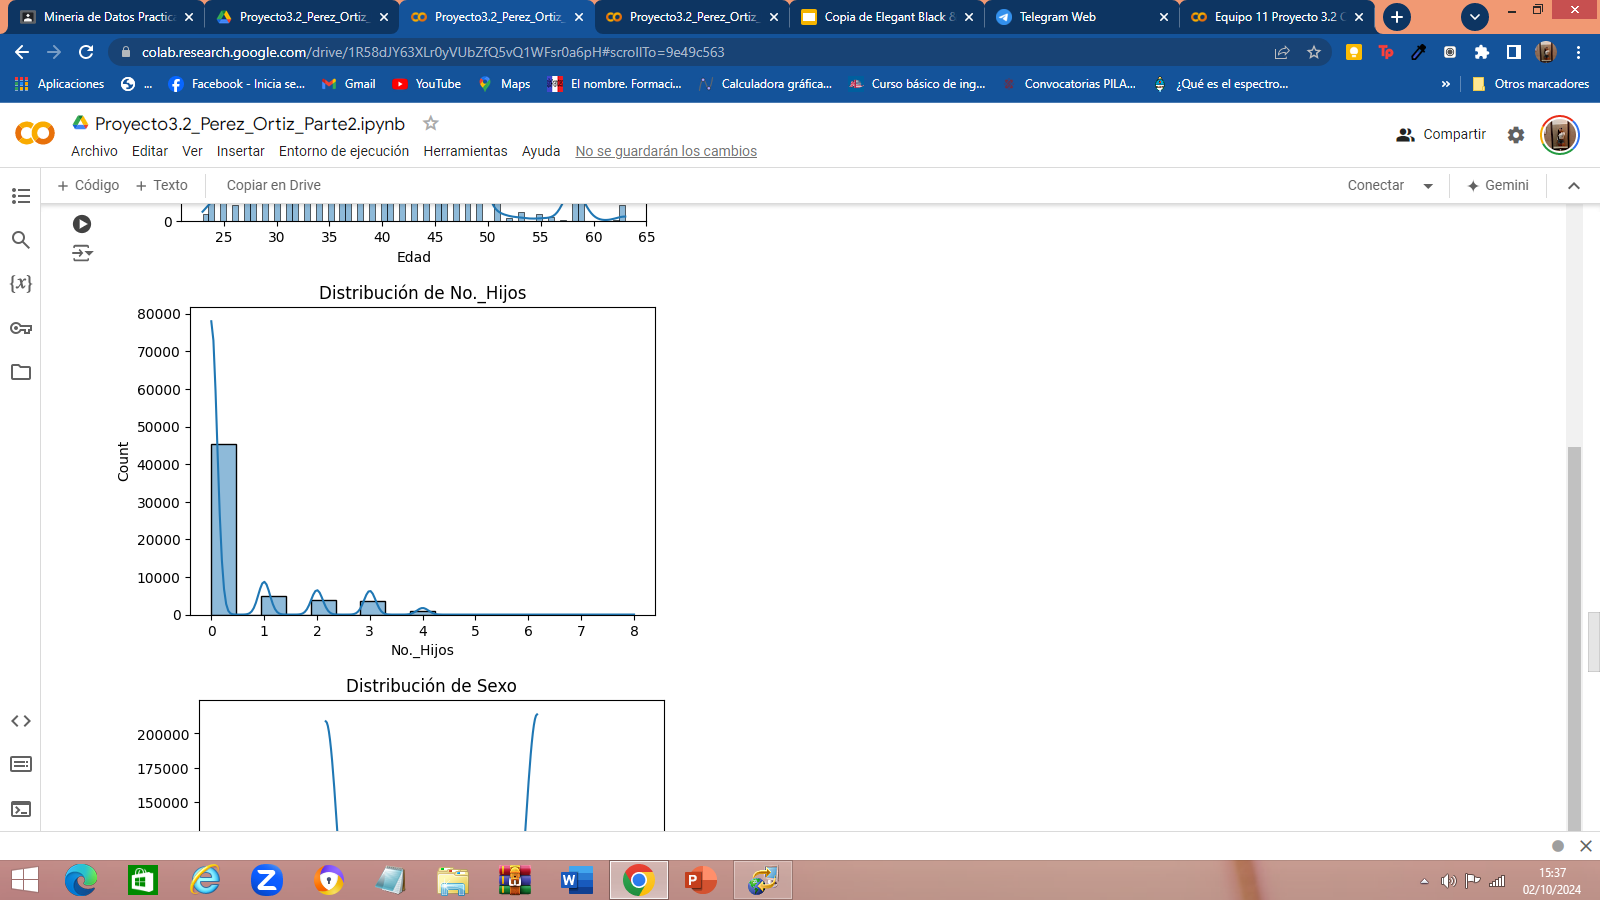 Mineria de Datos Practica
Proyecto3.2_Perez_Ortiz_
Proyecto3.2_Perez_Ortiz_
Proyecto3.2_Perez_Ortiz_
Copia de Elegant Black &
Telegram Web
Equipo 11 Proyecto 3.2 C
colab.research.google.com/drive/1R58dJY63XLr0yVUbZfQ5vQ1WFsr0a6pH#scrollTo=9e49c563
Aplicaciones
...
Facebook - Inicia se...
Gmail
YouTube
Maps
El nombre. Formaci...
Calculadora gráfica...
Curso básico de ing...
Convocatorias PILA...
¿Qué es el espectro...
»
Otros marcadores
Proyecto3.2_Perez_Ortiz_Parte2.ipynb
Archivo Editar Ver Insertar Entorno de ejecución Herramientas Ayuda No se guardarán los cambios
Compartir
+ Código + Texto Copiar en Drive
Conectar
Gemini
0
25 30 35 40 45 50 55 60 65
Edad
Distribución de No._Hijos
80000
70000
60000
50000
40000
30000
20000
10000
0
Count
0 1 2 3 4 5 6 7 8
No._Hijos
Distribución de Sexo
200000
175000
150000
15:37
02/10/2024